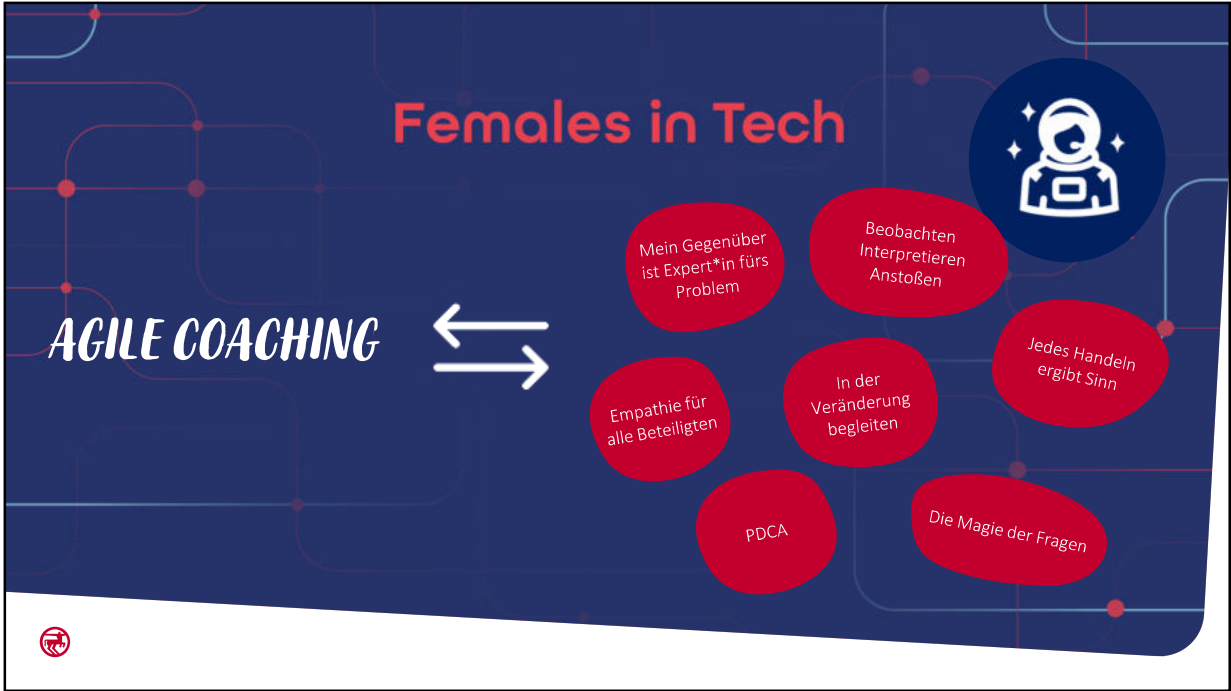 Females in Tech
AGILE COACHING
Mein Gegenüber
ist Expert*in fürs
Problem
Beobachten
Interpretieren
Anstoßen
Jedes Handeln
ergibt Sinn
Empathie für
alle Beteiligten
In der
Veränderung
begleiten
PDCA
Die Magie der Fragen